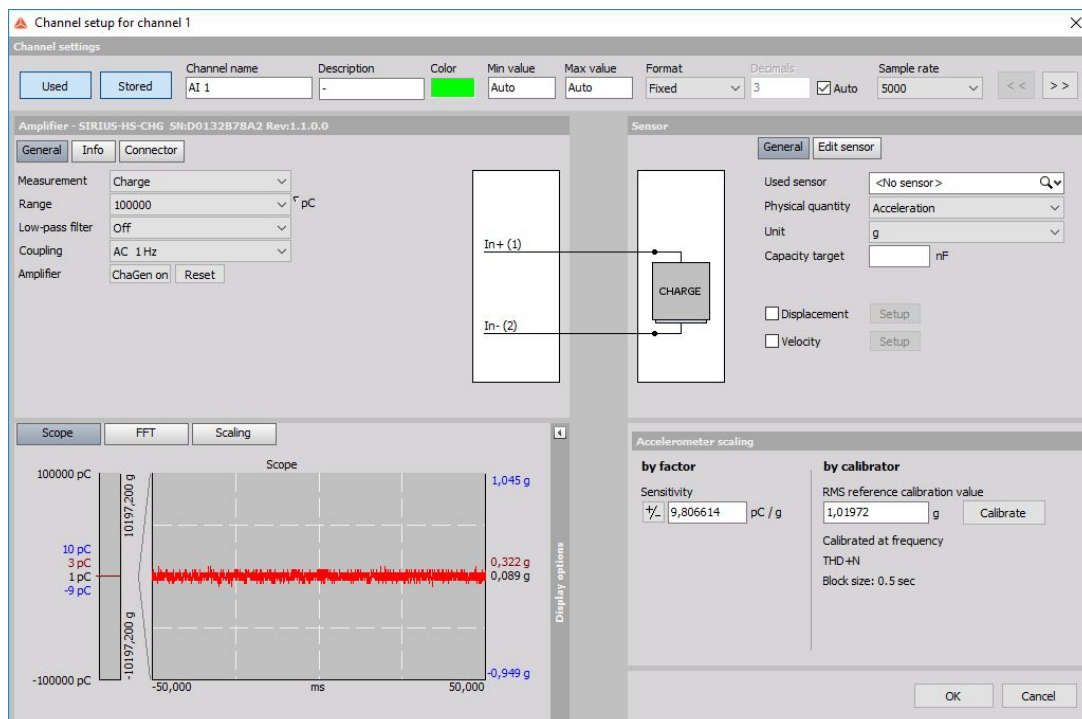 Channel setup for channel 1
Channel settings
Used
Stored
Channel name
AI 1
Description
-
Color
Min value
Auto
Max value
Auto
Format
Fixed
Decimals
3
Auto
Sample rate
5000
< <
> >
Amplifier - SIRIUS-HS-CHG SN:D0132B78A2 Rev:1.1.0.0
General
Info
Connector
Measurement
Charge
Range
100000
pC
Low-pass filter
Off
Coupling
AC 1 Hz
Amplifier
ChaGen on
Reset
In+ (1)
In- (2)
Sensor
CHARGE
General
Edit sensor
Used sensor
<No sensor>
Physical quantity
Acceleration
Unit
g
Capacity target
nF
Displacement
Setup
Velocity
Setup
Scope
FFT
Scaling
Scope
100000 pC
10 pC
3 pC
1 pC
-9 pC
-100000 pC
10197,200 g
-10197,200 g
1,045 g
0,322 g
0,089 g
-0,949 g
-50,000
ms
50,000
Display options
Accelerometer scaling
by factor
Sensitivity
+/-
9,806614
pC / g
by calibrator
RMS reference calibration value
1,01972
g
Calibrate
Calibrated at frequency
THD+N
Block size: 0.5 sec
OK
Cancel